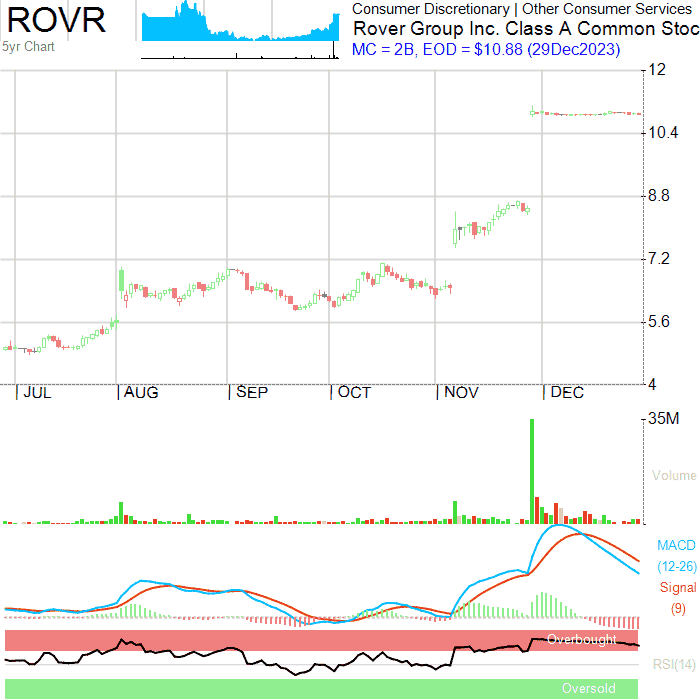 ROVR
5yr Chart
Consumer Discretionary | Other Consumer Services
Rover Group Inc. Class A Common Stoc
MC = 2B, EOD = $10.88 (29Dec2023)
12
10.4
8.8
7.2
5.6
4
JUL AUG SEP OCT NOV DEC
35M
Volume
MACD
(12-26)
Signal
(9)
Overbought
RSI(14)
Oversold